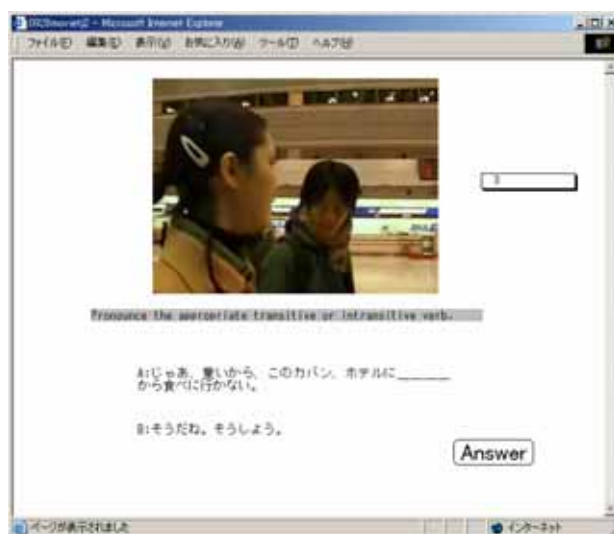 - Microsoft Internet Explorer
ファイル(F) 編集(E) 表示(V) お気に入り(A) ツール(T) ヘルプ(H)
3
Pronounce the appropriate transitive or intransitive verb.
A:じゃあ、重いから、このカバン、ホテルに______
から食べに行かない。
B:そうだね。そうしよう。
Answer
ページが表示されました
インターネット